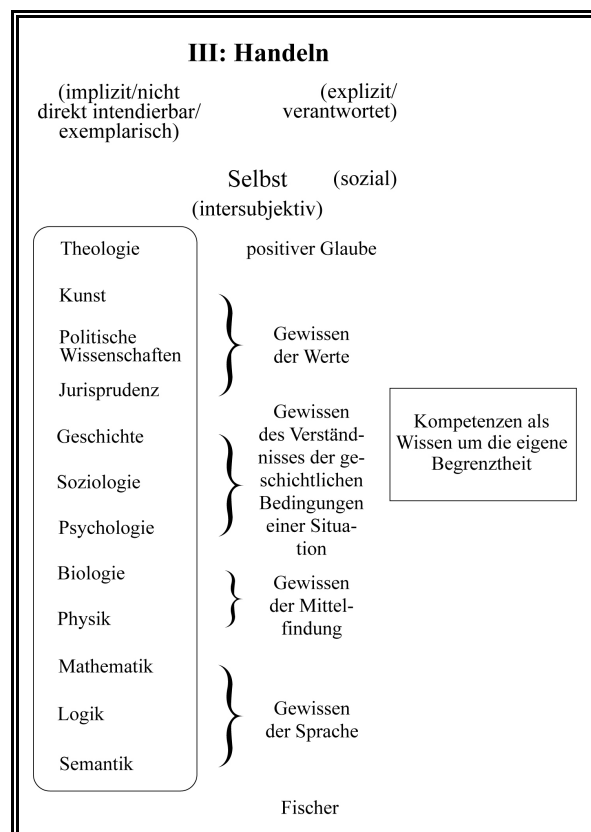 III: Handeln
(implizit/nicht
direkt intendierbar/
exemplarisch)
(explizit/
verantwortet)
Selbst (sozial)
(intersubjektiv)
Theologie
positiver Glaube
Kunst
Politische
Wissenschaften
Jurisprudenz
Gewissen
der Werte
Geschichte
Soziologie
Psychologie
Gewissen
des Verständ-
nisses der ge-
schichtlichen
Bedingungen
einer Situa-
tion
Kompetenzen als
Wissen um die eigene
Begrenztheit
Biologie
Physik
Gewissen
der Mittel-
findung
Mathematik
Logik
Semantik
Gewissen
der Sprache
Fischer